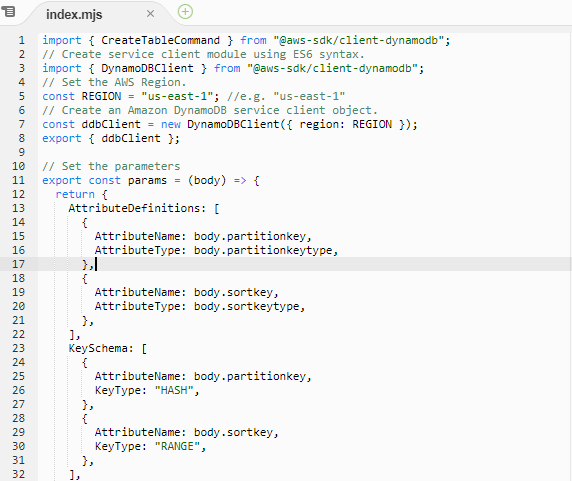 index.mjs
1 import { CreateTableCommand } from "@aws-sdk/client-dynamodb";
2 // Create service client module using ES6 syntax.
3 import { DynamoDBClient } from "@aws-sdk/client-dynamodb";
4 // Set the AWS Region.
5 const REGION = "us-east-1"; //e.g. "us-east-1"
6 // Create an Amazon DynamoDB service client object.
7 const ddbClient = new DynamoDBClient({ region: REGION });
8 export { ddbClient };
9
10 // Set the parameters
11 export const params = (body) => {
12   return {
13     AttributeDefinitions: [
14       {
15         AttributeName: body.partitionkey,
16         AttributeType: body.partitionkeytype,
17       },
18       {
19         AttributeName: body.sortkey,
20         AttributeType: body.sortkeytype,
21       },
22     ],
23     KeySchema: [
24       {
25         AttributeName: body.partitionkey,
26         KeyType: "HASH",
27       },
28       {
29         AttributeName: body.sortkey,
30         KeyType: "RANGE",
31       },
32     ],